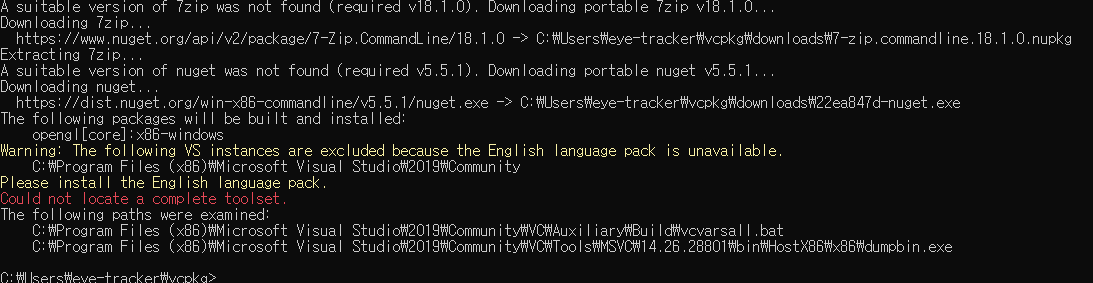 A suitable version of 7zip was not found (required v18.1.0). Downloading portable 7zip v18.1.0...
Downloading 7zip...
  https://www.nuget.org/api/v2/package/7-Zip.CommandLine/18.1.0 -> C:₩Users₩eye-tracker₩vcpkg₩downloads₩7-zip.commandline.18.1.0.nupkg
Extracting 7zip...
A suitable version of nuget was not found (required v5.5.1). Downloading portable nuget v5.5.1...
Downloading nuget...
  https://dist.nuget.org/win-x86-commandline/v5.5.1/nuget.exe -> C:₩Users₩eye-tracker₩vcpkg₩downloads₩22ea847d-nuget.exe
The following packages will be built and installed:
    opengl[core]:x86-windows
Warning: The following VS instances are excluded because the English language pack is unavailable.
    C:₩Program Files (x86)₩Microsoft Visual Studio₩2019₩Community
Please install the English language pack.
Could not locate a complete toolset.
The following paths were examined:
    C:₩Program Files (x86)₩Microsoft Visual Studio₩2019₩Community₩VC₩Auxiliary₩Build₩vcvarsall.bat
    C:₩Program Files (x86)₩Microsoft Visual Studio₩2019₩Community₩VC₩Tools₩MSVC₩14.26.28801₩bin₩HostX86₩x86₩dumpbin.exe
C:₩Users₩eye-tracker₩vcpkg>